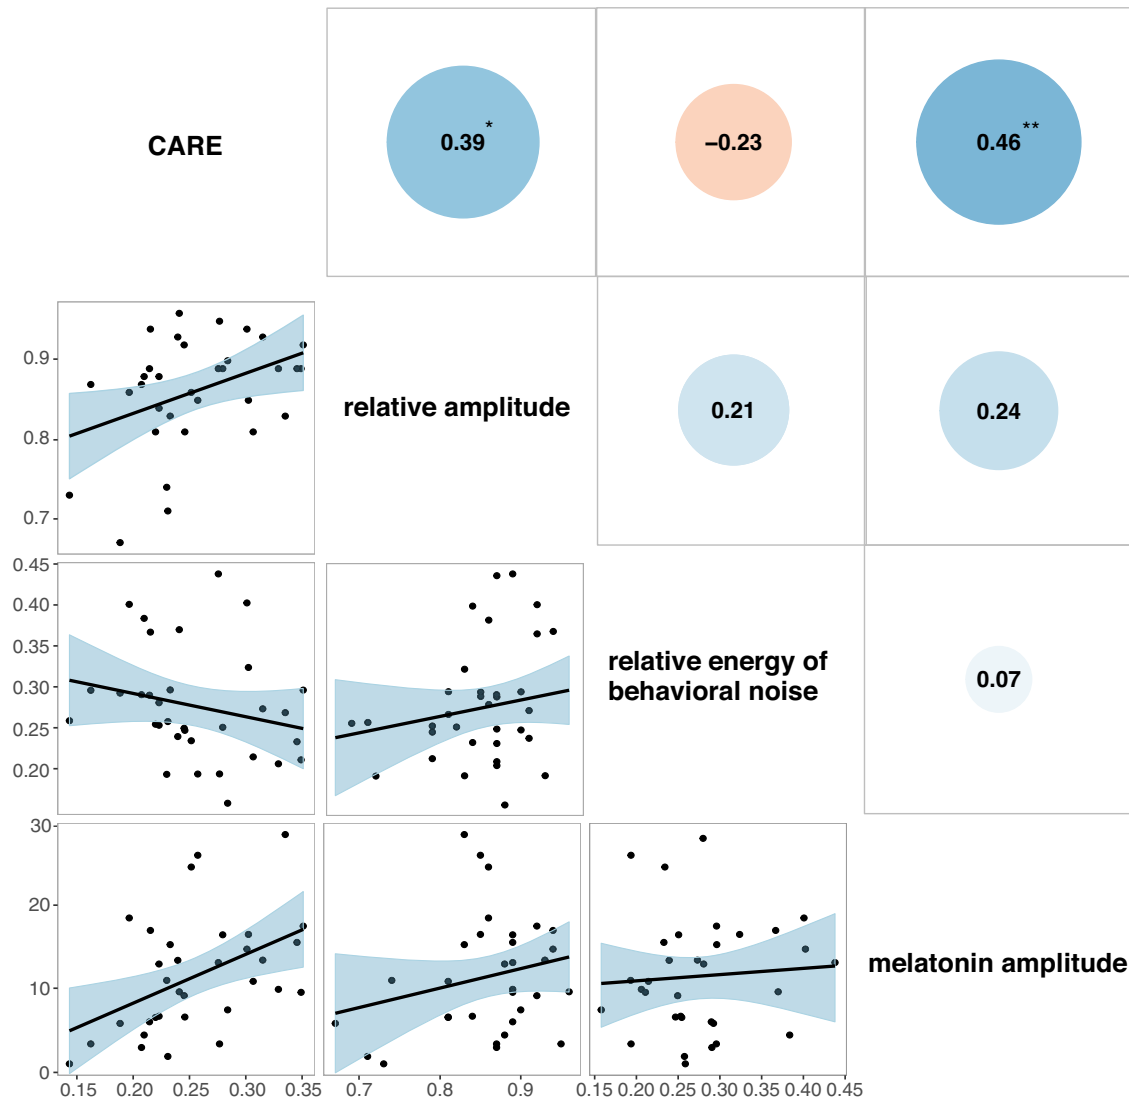 CARE
0.39*
−0.23
0.46**
0.9
0.8
0.7
relative amplitude
0.21
0.24
0.45
0.40
0.35
0.30
0.25
0.20
relative energy of
behavioral noise
0.07
30
20
10
0
melatonin amplitude
0.15 0.20 0.25 0.30 0.35
0.7 0.8 0.9
0.15 0.20 0.25 0.30 0.35 0.40 0.45